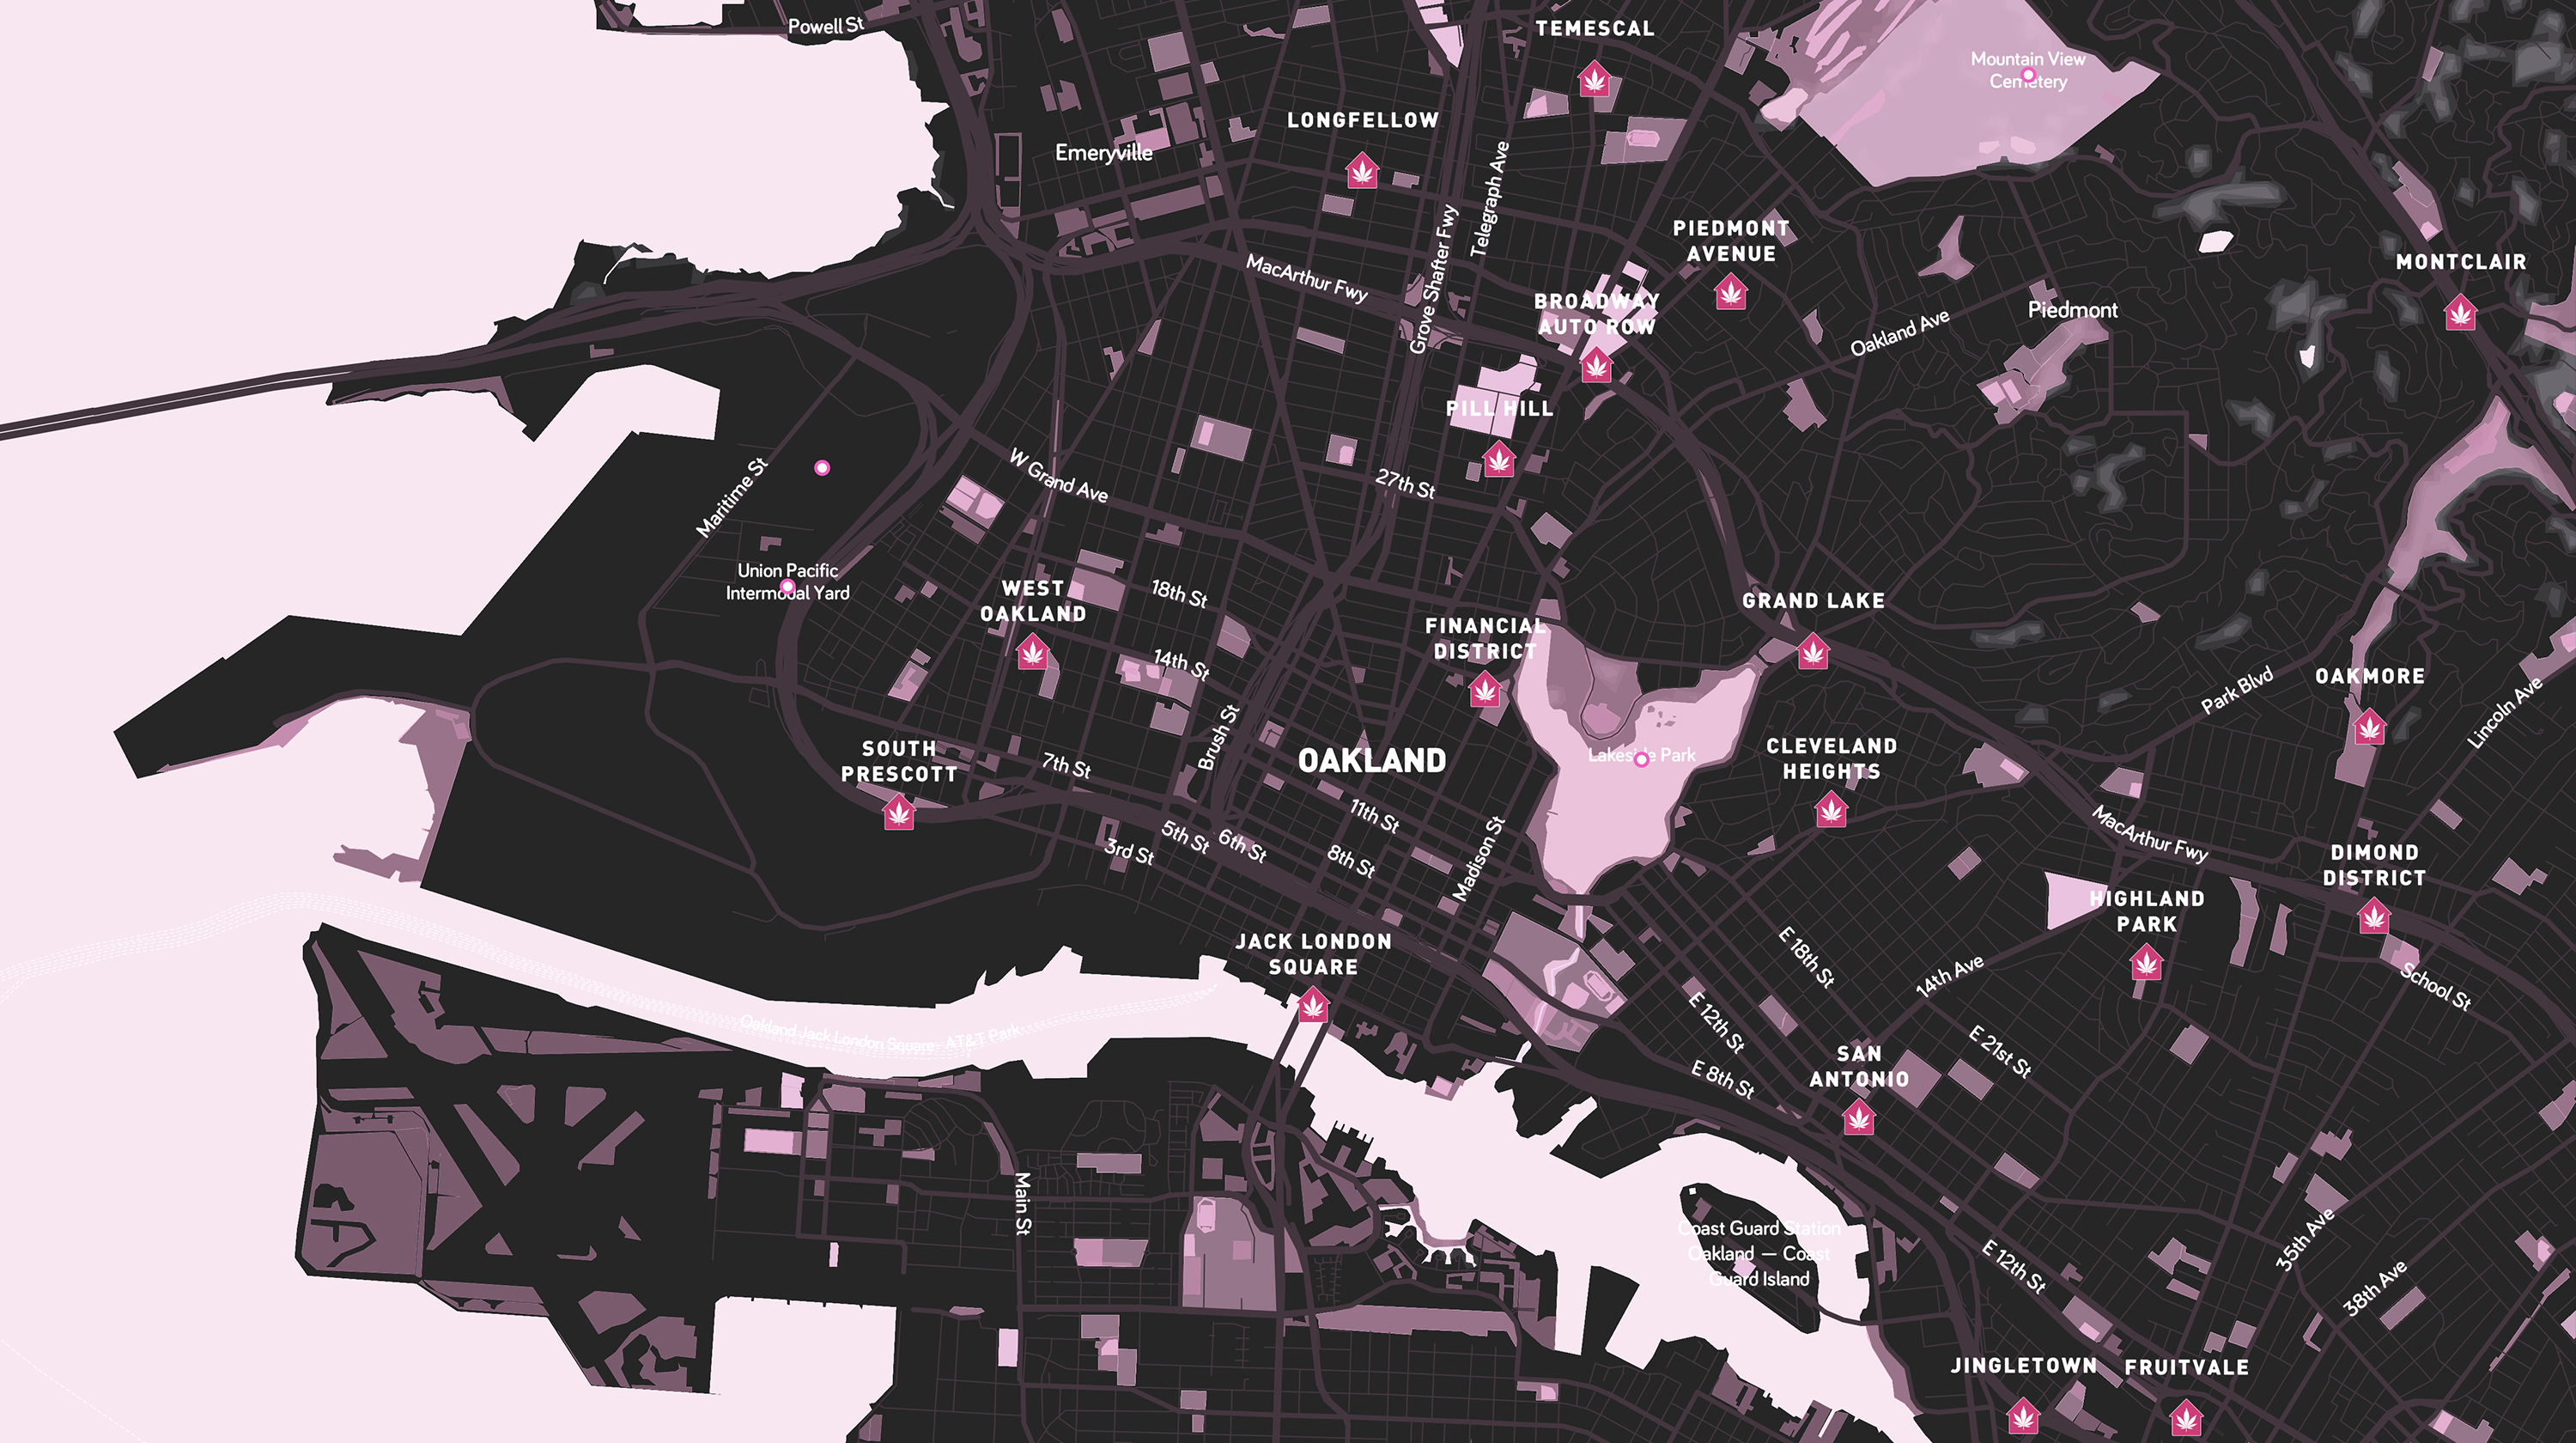 Powell St
TEMESCAL
Mountain View
Cemetery
LONGFELLOW
Emeryville
Telegraph Ave
PIEDMONT
AVENUE
Grove Shafter Fwy
MacArthur Fwy
MONTCLAIR
BROADWAY
AUTO ROW
Piedmont
Oakland Ave
PILL HILL
W Grand Ave
27th St
Maritime St
Union Pacific
Intermodal Yard
WEST
OAKLAND
18th St
GRAND LAKE
FINANCIAL
DISTRICT
14th St
OAKMORE
Park Blvd
Lincoln Ave
Brush St
SOUTH
PRESCOTT
7th St
OAKLAND
Lakeside Park
CLEVELAND
HEIGHTS
11th St
MacArthur Fwy
5th St
6th St
3rd St
8th St
Madison St
DIMOND
DISTRICT
HIGHLAND
PARK
JACK LONDON
SQUARE
E 18th St
14th Ave
School St
E 12th St
Oakland Jack London Square - AT&T Park
E 21st St
SAN
ANTONIO
E 8th St
Main St
Coast Guard Station
Oakland — Coast
Guard Island
35th Ave
E 12th St
38th Ave
JINGLETOWN
FRUITVALE